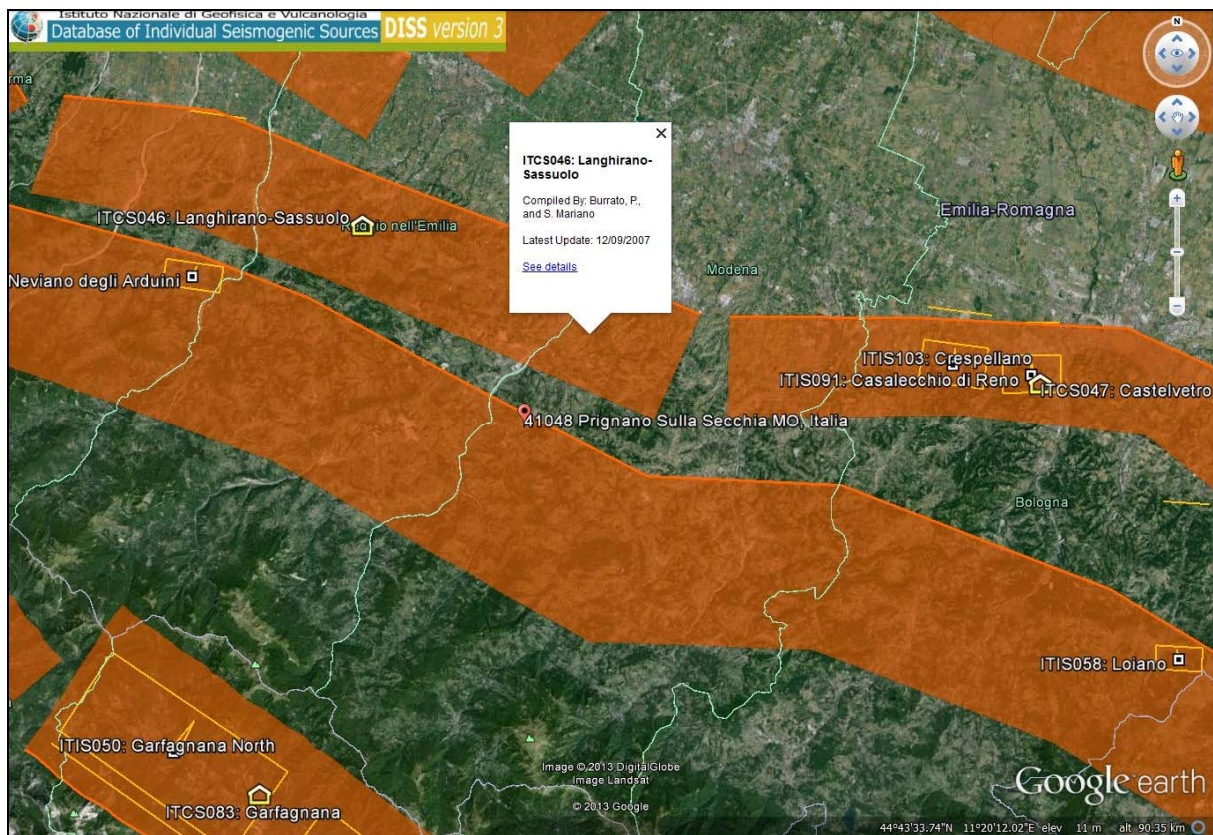 Istituto Nazionale di Geofisica e Vulcanologia
Database of Individual Seismogenic Sources DISS version 3
N
rma
ITCS046: Langhirano-
Sassuolo
Compiled By: Burrato, P.,
and S. Mariano
Latest Update: 12/09/2007
See details
ITCS046: Langhirano-Sassuolo
nell'Emilia
Emilia-Romagna
Neviano degli Arduini
Modena
ITIS103: Crespellano
ITIS091: Casalecchio di Reno
ITCS047: Castelvetro
41048 Prignano Sulla Secchia MO, Italia
Bologna
ITIS058: Loiano
ITIS050: Garfagnana North
ITCS083: Garfagnana
Image © 2013 DigitalGlobe
Image Landsat
© 2013 Google
Google earth
44°43'33.74"N 11°20'12.02"E elev 11 m alt 90.35 km